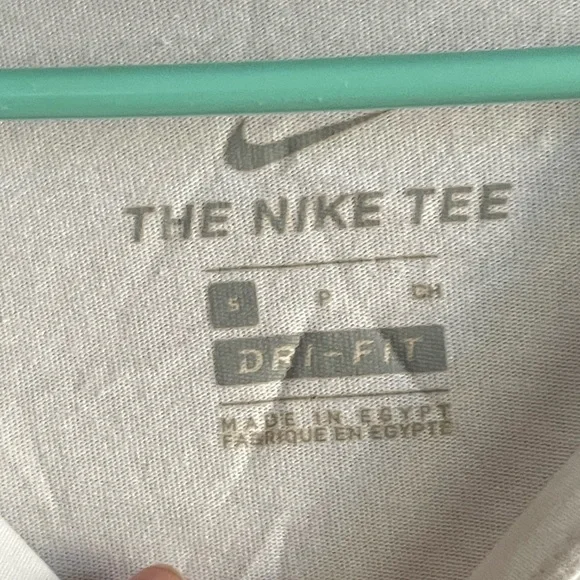 THE NIKE TEE
S P CH
DRI-FIT
MADE IN EGYPT
FABRIQUE EN EGYPTE